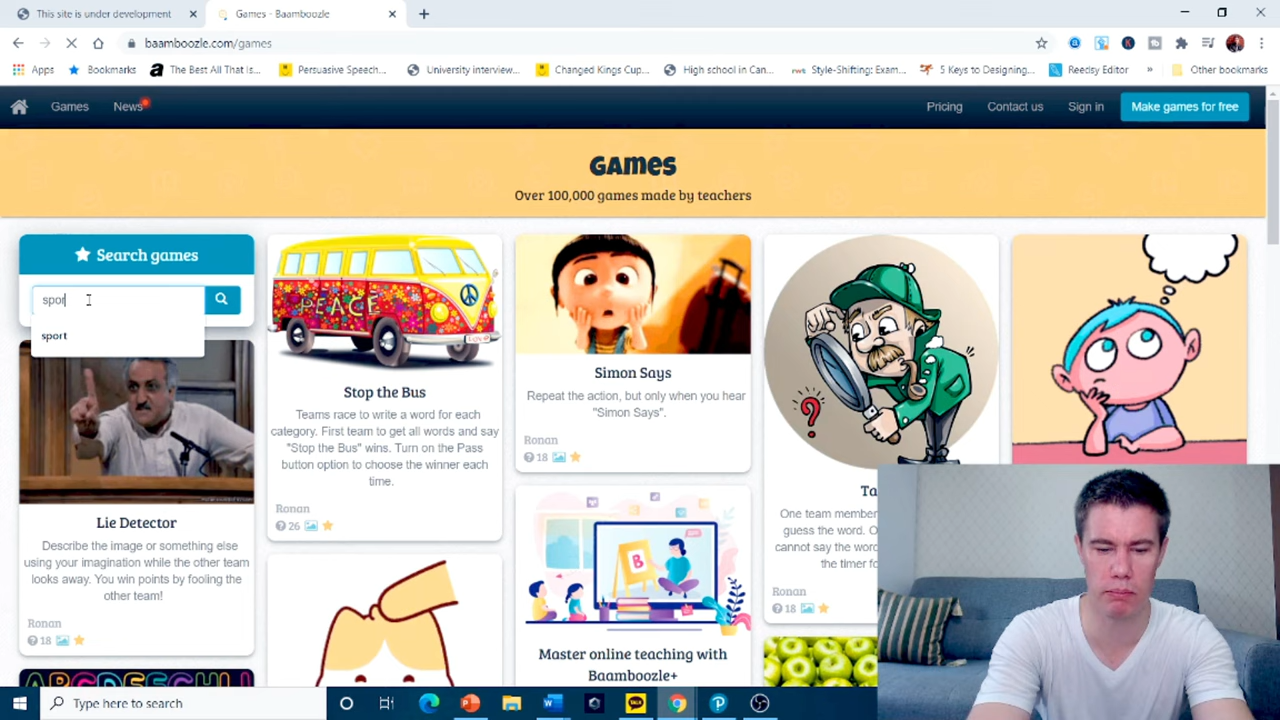 This site is under development
Games - Baamboozle
baamboozle.com/games
Apps
Bookmarks
The Best All That Is...
Persuasive Speech...
University interview...
Changed Kings Cup...
High school in Can...
Style-Shifting: Exam...
5 Keys to Designing...
Reedsy Editor
»
Other bookmarks
Games
News
Pricing
Contact us
Sign in
Make games for free
Games
Over 100,000 games made by teachers
Search games
spor
sport
Lie Detector
Describe the image or something else
using your imagination while the other team
looks away. You win points by fooling the
other team!
Ronan
18
ABCDEFGHIJ
PEACE
Stop the Bus
Teams race to write a word for each
category. First team to get all words and say
"Stop the Bus" wins. Turn on the Pass
button option to choose the winner each
time.
Ronan
26
Simon Says
Repeat the action, but only when you hear
"Simon Says".
Ronan
18
B
Master online teaching with
Baamboozle+
?
Ta
One team member
guess the word. O
cannot say the word
the timer fo
Ronan
18
Type here to search